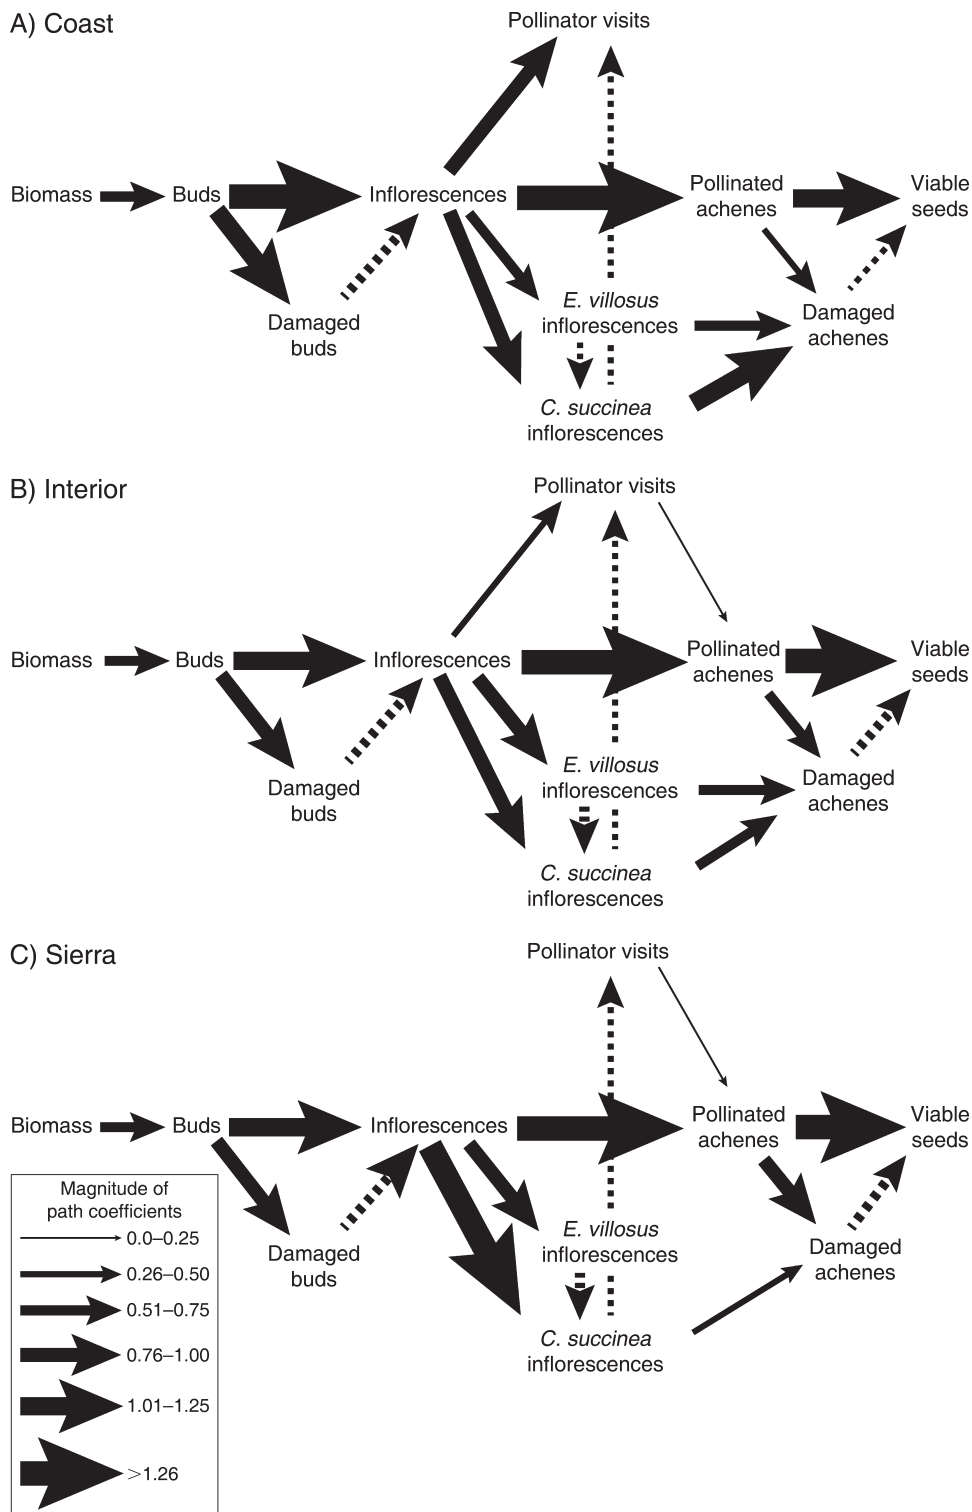 A) Coast
Pollinator visits
Biomass
Buds
Inflorescences
Pollinated
achenes
Viable
seeds
Damaged
buds
E. villosus
inflorescences
Damaged
achenes
C. succinea
inflorescences
B) Interior
Pollinator visits
Biomass
Buds
Inflorescences
Pollinated
achenes
Viable
seeds
Damaged
buds
E. villosus
inflorescences
Damaged
achenes
C. succinea
inflorescences
C) Sierra
Pollinator visits
Biomass
Buds
Inflorescences
Pollinated
achenes
Viable
seeds
Damaged
buds
E. villosus
inflorescences
Damaged
achenes
C. succinea
inflorescences
Magnitude of
path coefficients
0.0–0.25
0.26–0.50
0.51–0.75
0.76–1.00
1.01–1.25
>1.26